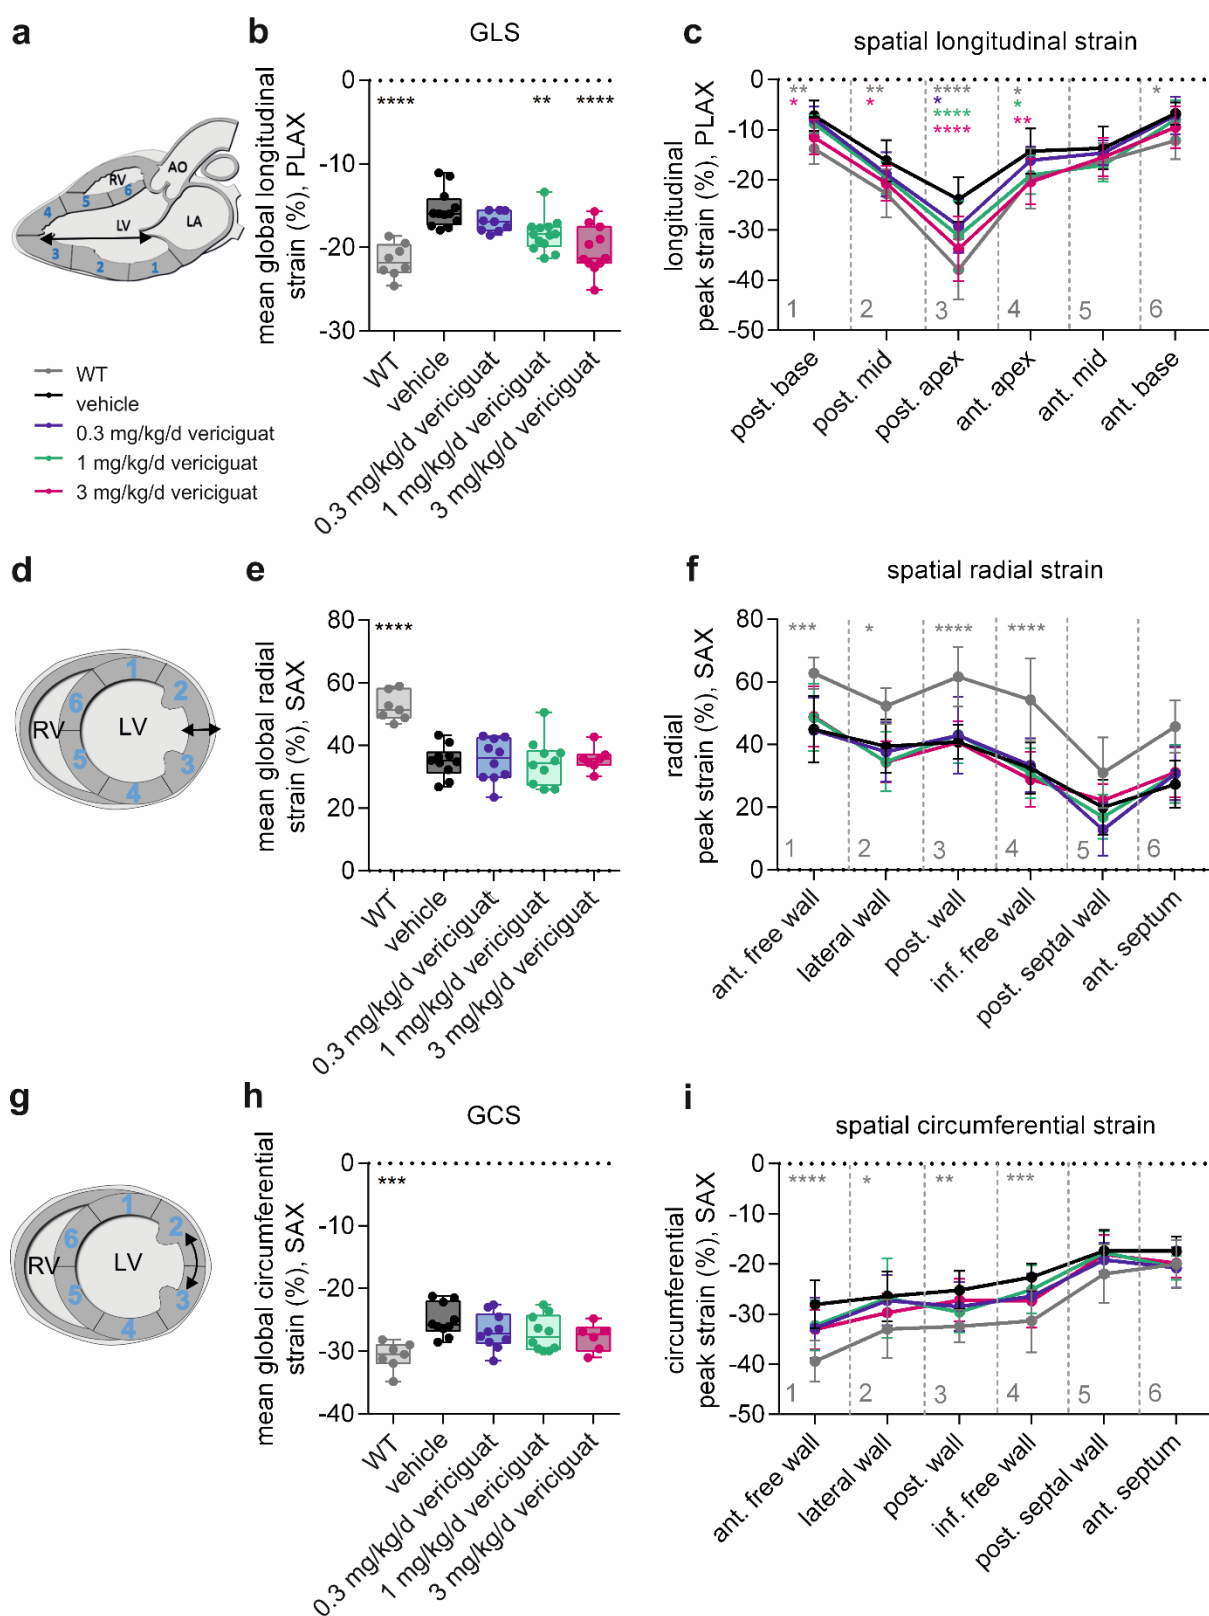 a
AO
RV
6
5
4
LV
LA
3
2
1
WT
vehicle
0.3 mg/kg/d vericiguat
1 mg/kg/d vericiguat
3 mg/kg/d vericiguat
b
GLS
mean global longitudinal
strain (%), PLAX
0
-10
-20
-30
****
**
****
WT
vehicle
0.3 mg/kg/d vericiguat
1 mg/kg/d vericiguat
3 mg/kg/d vericiguat
c
spatial longitudinal strain
longitudinal
peak strain (%), PLAX
0
-10
-20
-30
-40
-50
**
*
**
*
****
*
****
****
*
*
**
*
1 2 3 4 5 6
post. base
post. mid
post. apex
ant. apex
ant. mid
ant. base
d
1
2
6
RV
LV
5
3
4
e
mean global radial
strain (%), SAX
80
60
40
20
0
****
WT
vehicle
0.3 mg/kg/d vericiguat
1 mg/kg/d vericiguat
3 mg/kg/d vericiguat
f
spatial radial strain
radial
peak strain (%), SAX
80
60
40
20
0
*** * **** ****
1 2 3 4 5 6
ant. free wall
lateral wall
post. wall
inf. free wall
post. septal wall
ant. septum
g
1
2
6
RV
LV
5
3
4
h
GCS
mean global circumferential
strain (%), SAX
0
-10
-20
-30
-40
***
WT
vehicle
0.3 mg/kg/d vericiguat
1 mg/kg/d vericiguat
3 mg/kg/d vericiguat
i
spatial circumferential strain
circumferential
peak strain (%), SAX
0
-10
-20
-30
-40
-50
**** * ** ***
1 2 3 4 5 6
ant. free wall
lateral wall
post. wall
inf. free wall
post. septal wall
ant. septum